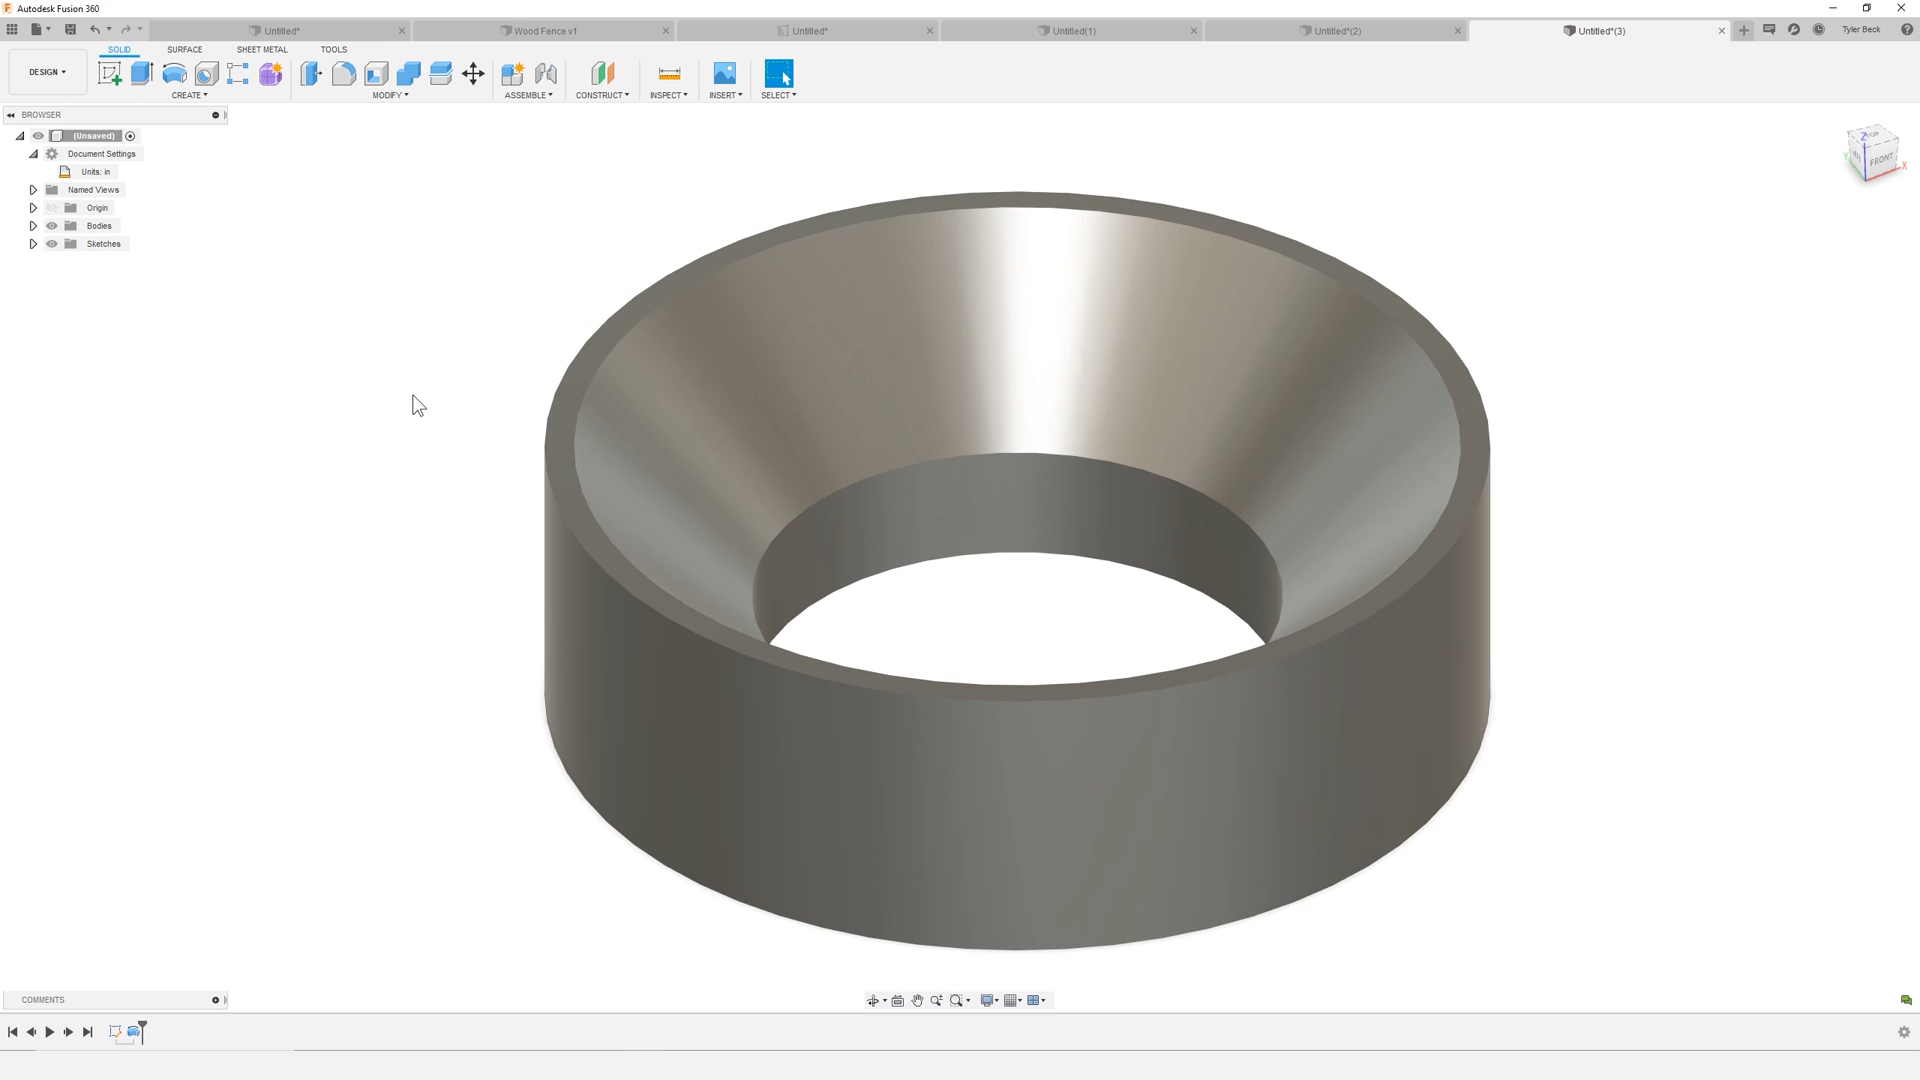 Autodesk Fusion 360
Untitled*
Wood Fence v1
Untitled*
Untitled(1)
Untitled*(2)
Untitled*(3)
Tyler Beck
SOLID
SURFACE
SHEET METAL
TOOLS
DESIGN
CREATE
MODIFY
ASSEMBLE
CONSTRUCT
INSPECT
INSERT
SELECT
BROWSER
(Unsaved)
Document Settings
Units: in
Named Views
Origin
Bodies
Sketches
Z
TOP
FRONT
X
Y
COMMENTS